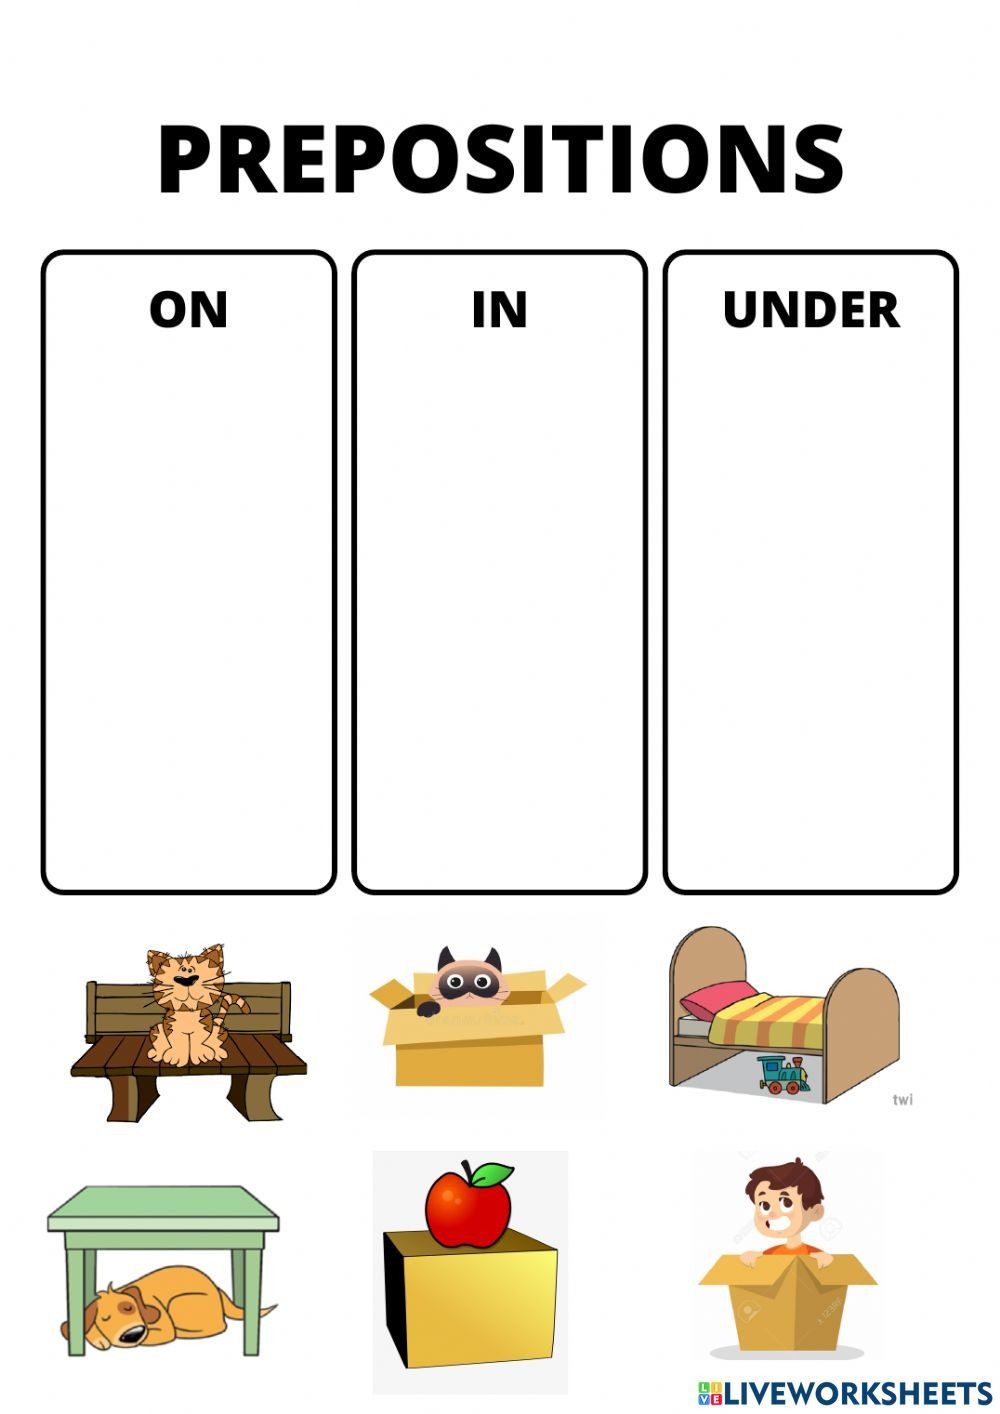 PREPOSITIONS
ON
IN
UNDER
twi
LIVEWORKSHEETS